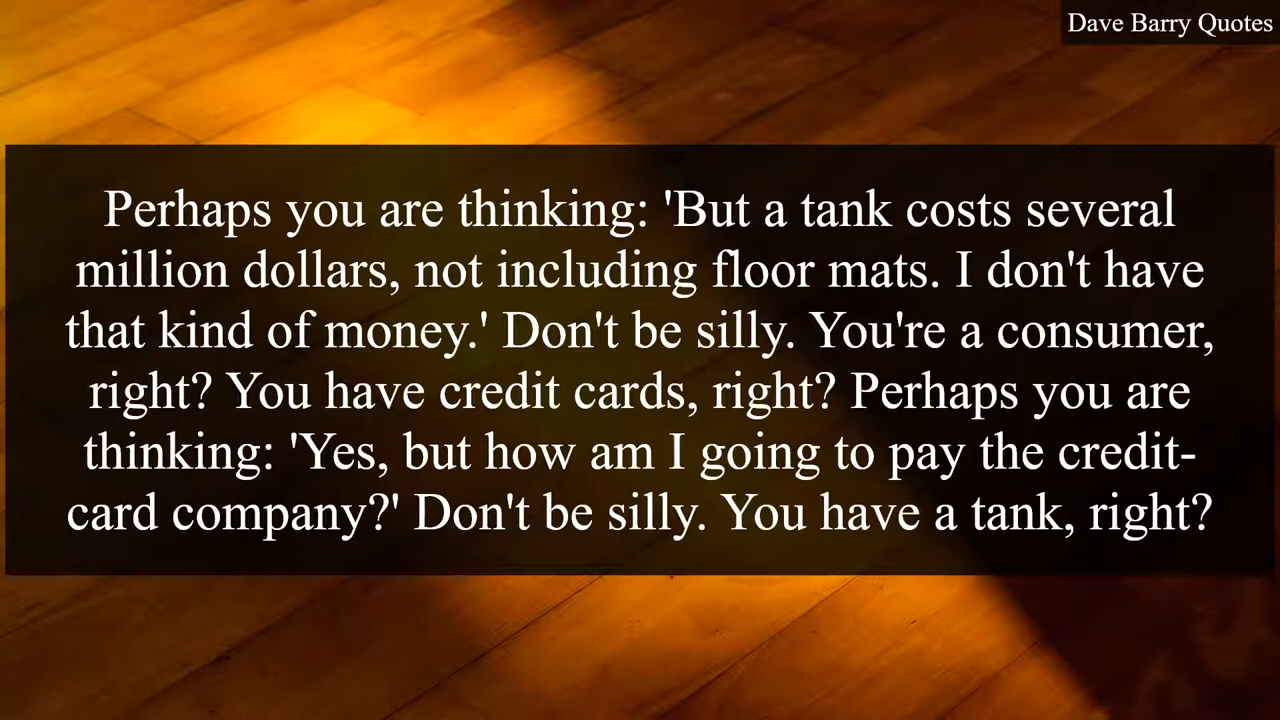 Dave Barry Quotes
Perhaps you are thinking: 'But a tank costs several
million dollars, not including floor mats. I don't have
that kind of money.' Don't be silly. You're a consumer,
right? You have credit cards, right? Perhaps you are
thinking: 'Yes, but how am I going to pay the credit-
card company?' Don't be silly. You have a tank, right?